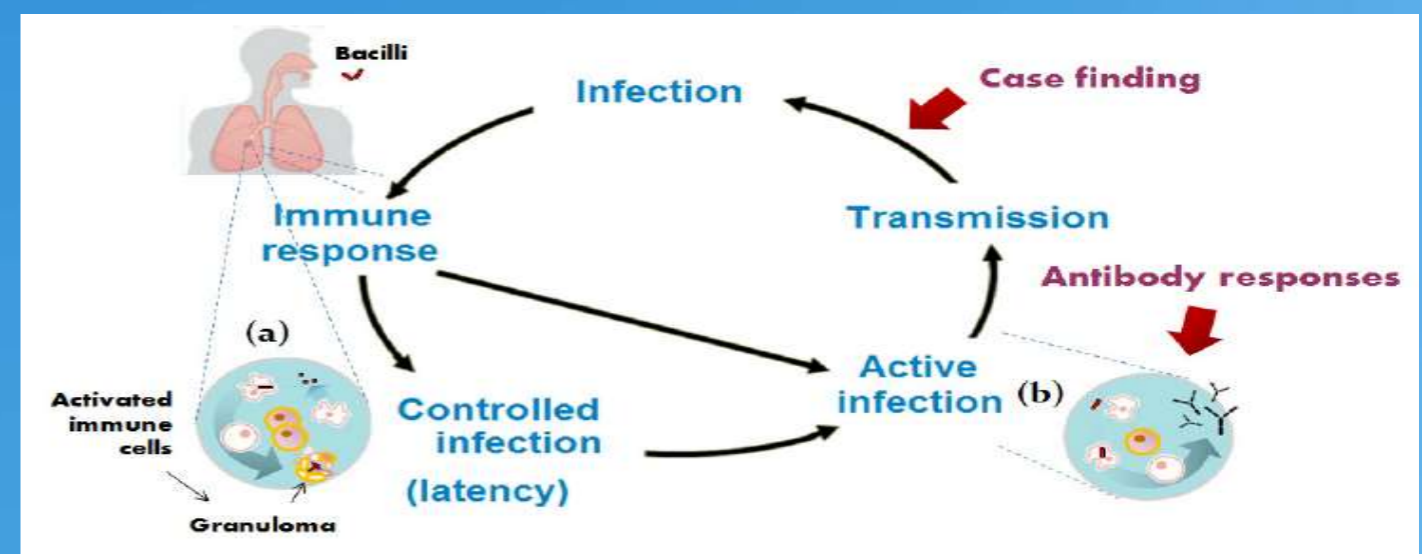 Bacilli
Infection
Case finding
Immune
response
Transmission
Antibody responses
(a)
Activated
immune
cells
Controlled
infection
(latency)
Active
infection
(b)
Granuloma